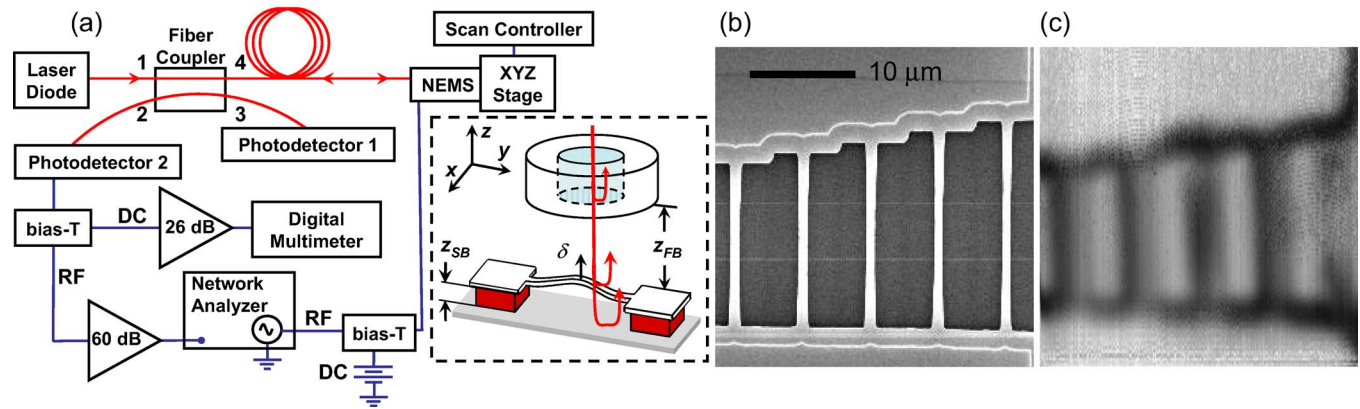 (a)
Laser
Diode
1
Fiber
Coupler
4
2
3
Photodetector 1
Photodetector 2
Scan Controller
NEMS
XYZ
Stage
bias-T
DC
26 dB
Digital
Multimeter
RF
60 dB
Network
Analyzer
RF
bias-T
DC
z
y
x
z_SB
δ
z_FB
(b)
10 μm
(c)